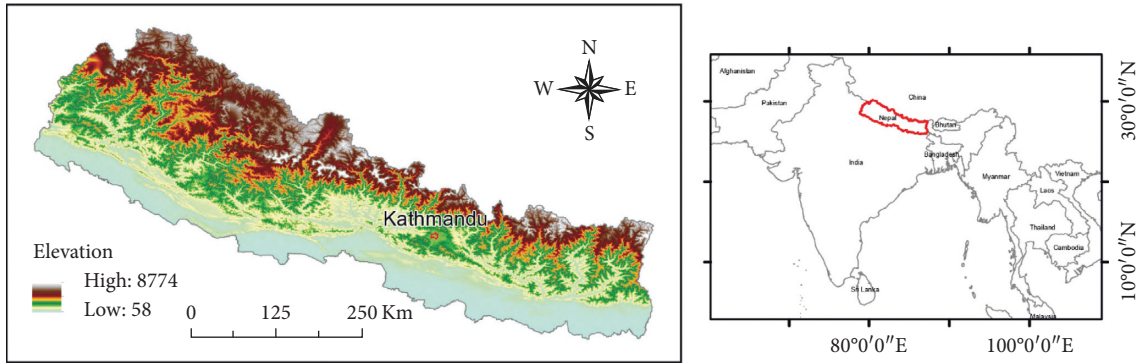 N
W E
S
Kathmandu
Elevation
High: 8774
Low: 58
0 125 250 Km
Afghanistan
Pakistan
China
Nepal
Bhutan
India
Bangladesh
Myanmar
Vietnam
Laos
Thailand
Cambodia
Sri Lanka
Malaysia
30°0′0″N
10°0′0″N
80°0′0″E 100°0′0″E